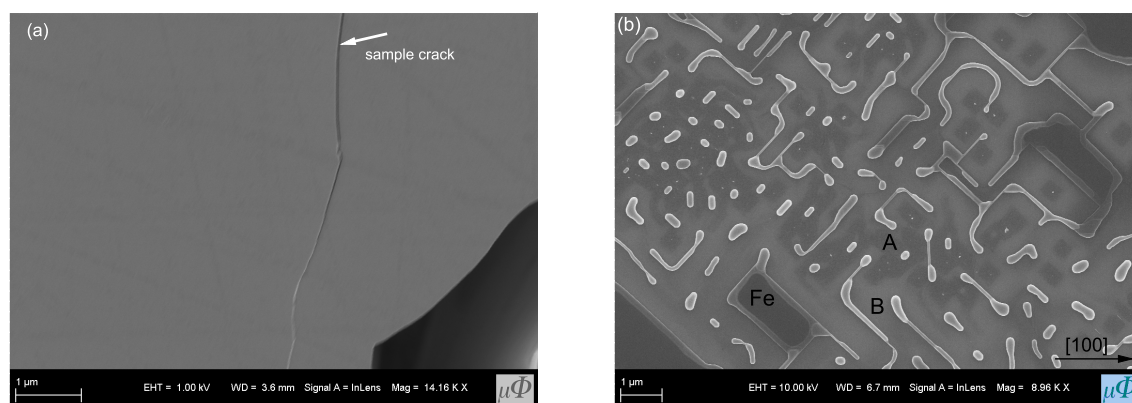 (a)
sample crack
1 µm
EHT = 1.00 kV
WD = 3.6 mm
Signal A = InLens
Mag = 14.16 K X
µΦ
(b)
A
Fe
B
[100]
1 µm
EHT = 10.00 kV
WD = 6.7 mm
Signal A = InLens
Mag = 8.96 K X
µΦ